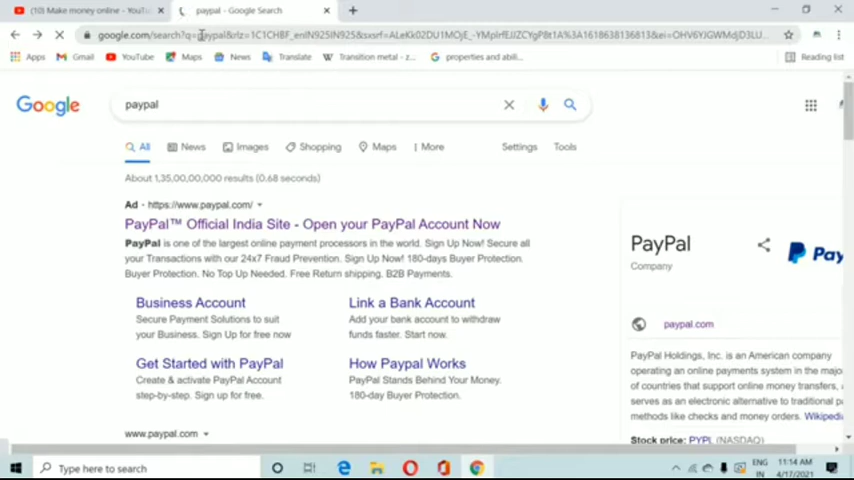 (10) Make money online - YouTu
paypal - Google Search
google.com/search?q=paypal&rlz=1C1CHBF_enIN925IN925&sxsrf=
Apps Gmail YouTube Maps News Translate Transition metal - z... properties and abili... Reading list
Google
paypal
All News Images Shopping Maps More Settings Tools
About 1,35,00,00,000 results (0.68 seconds)
Ad · https://www.paypal.com/
PayPal™ Official India Site - Open your PayPal Account Now
PayPal is one of the largest online payment processors in the world. Sign Up Now! Secure all
your Transactions with our 24x7 Fraud Prevention. Sign Up Now! 180-days Buyer Protection.
Buyer Protection. No Top Up Needed. Free Return shipping. B2B Payments.
Business Account
Secure Payment Solutions to suit
your Business. Sign Up for free now
Link a Bank Account
Add your bank account to withdraw
funds faster. Start now.
Get Started with PayPal
Create & activate PayPal Account
step-by-step. Sign up for free.
How Paypal Works
PayPal Stands Behind Your Money.
180-day Buyer Protection.
www.paypal.com
PayPal
Company
Pay
paypal.com
PayPal Holdings, Inc. is an American company
operating an online payments system in the majo
of countries that support online money transfers,
serves as an electronic alternative to traditional pa
methods like checks and money orders. Wikipedi
Stock price: PYPL (NASDAQ)
Type here to search
ENG
IN
11:14 AM
4/17/2021